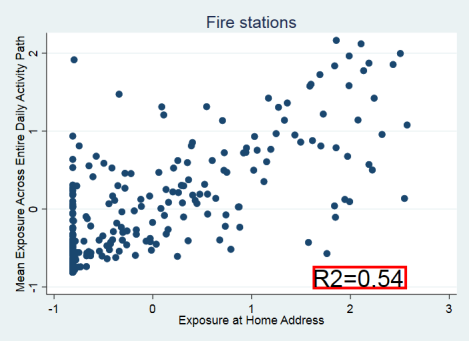 Fire stations
Mean Exposure Across Entire Daily Activity Path
2
1
0
-1
R2=0.54
-1
0
1
2
3
Exposure at Home Address